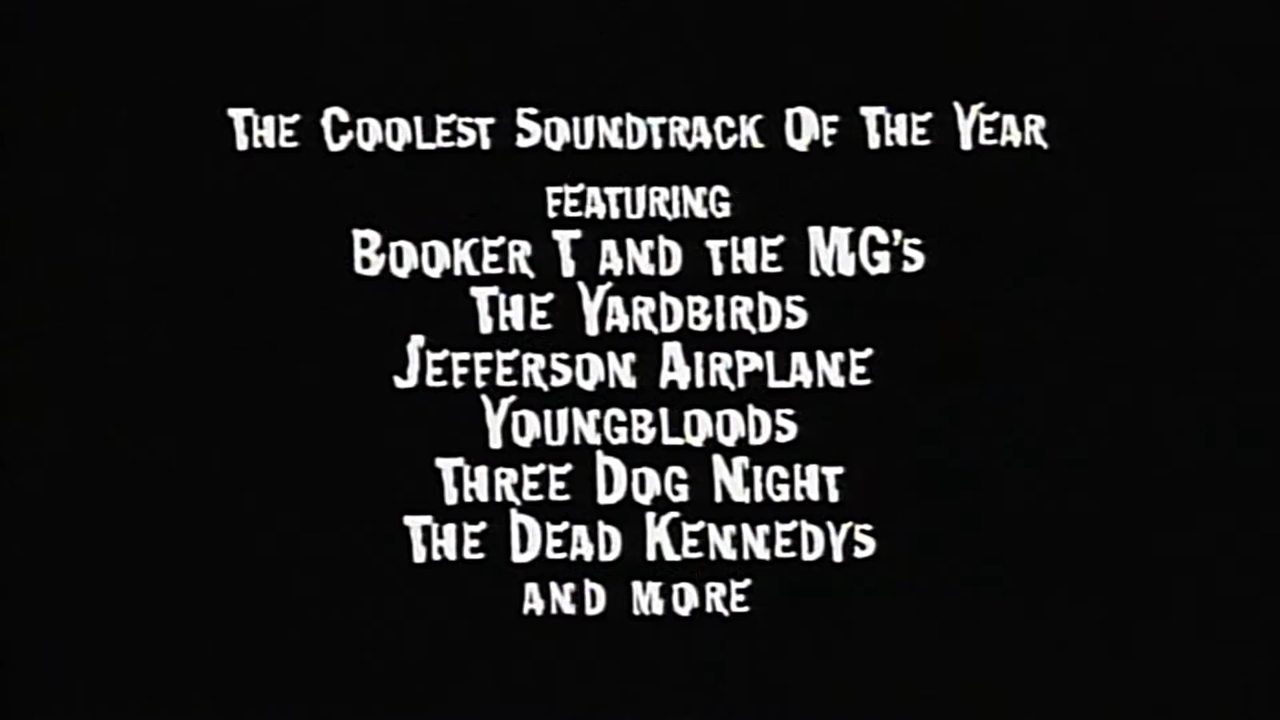 The Coolest Soundtrack Of The Year
featuring
Booker T and the MG's
The Yardbirds
Jefferson Airplane
Youngbloods
Three Dog Night
The Dead Kennedys
and more